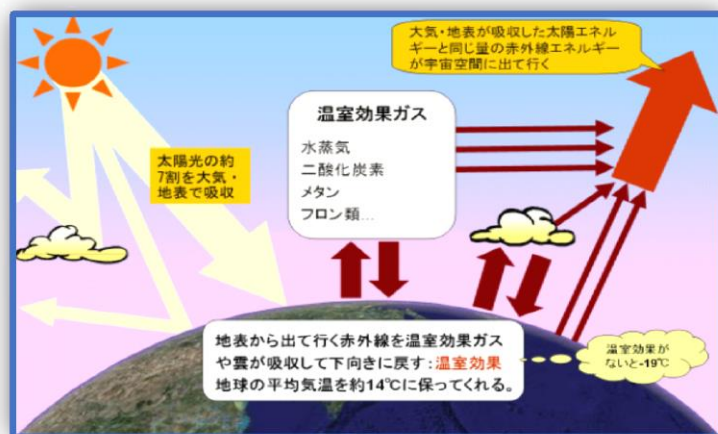 大気・地表が吸収した太陽エネル
ギーと同じ量の赤外線エネルギー
が宇宙空間に出て行く
温室効果ガス
水蒸気
二酸化炭素
メタン
フロン類…
太陽光の約
7割を大気・
地表で吸収
地表から出て行く赤外線を温室効果ガス
や雲が吸収して下向きに戻す:温室効果
地球の平均気温を約14℃に保ってくれる。
温室効果が
ないと-19℃